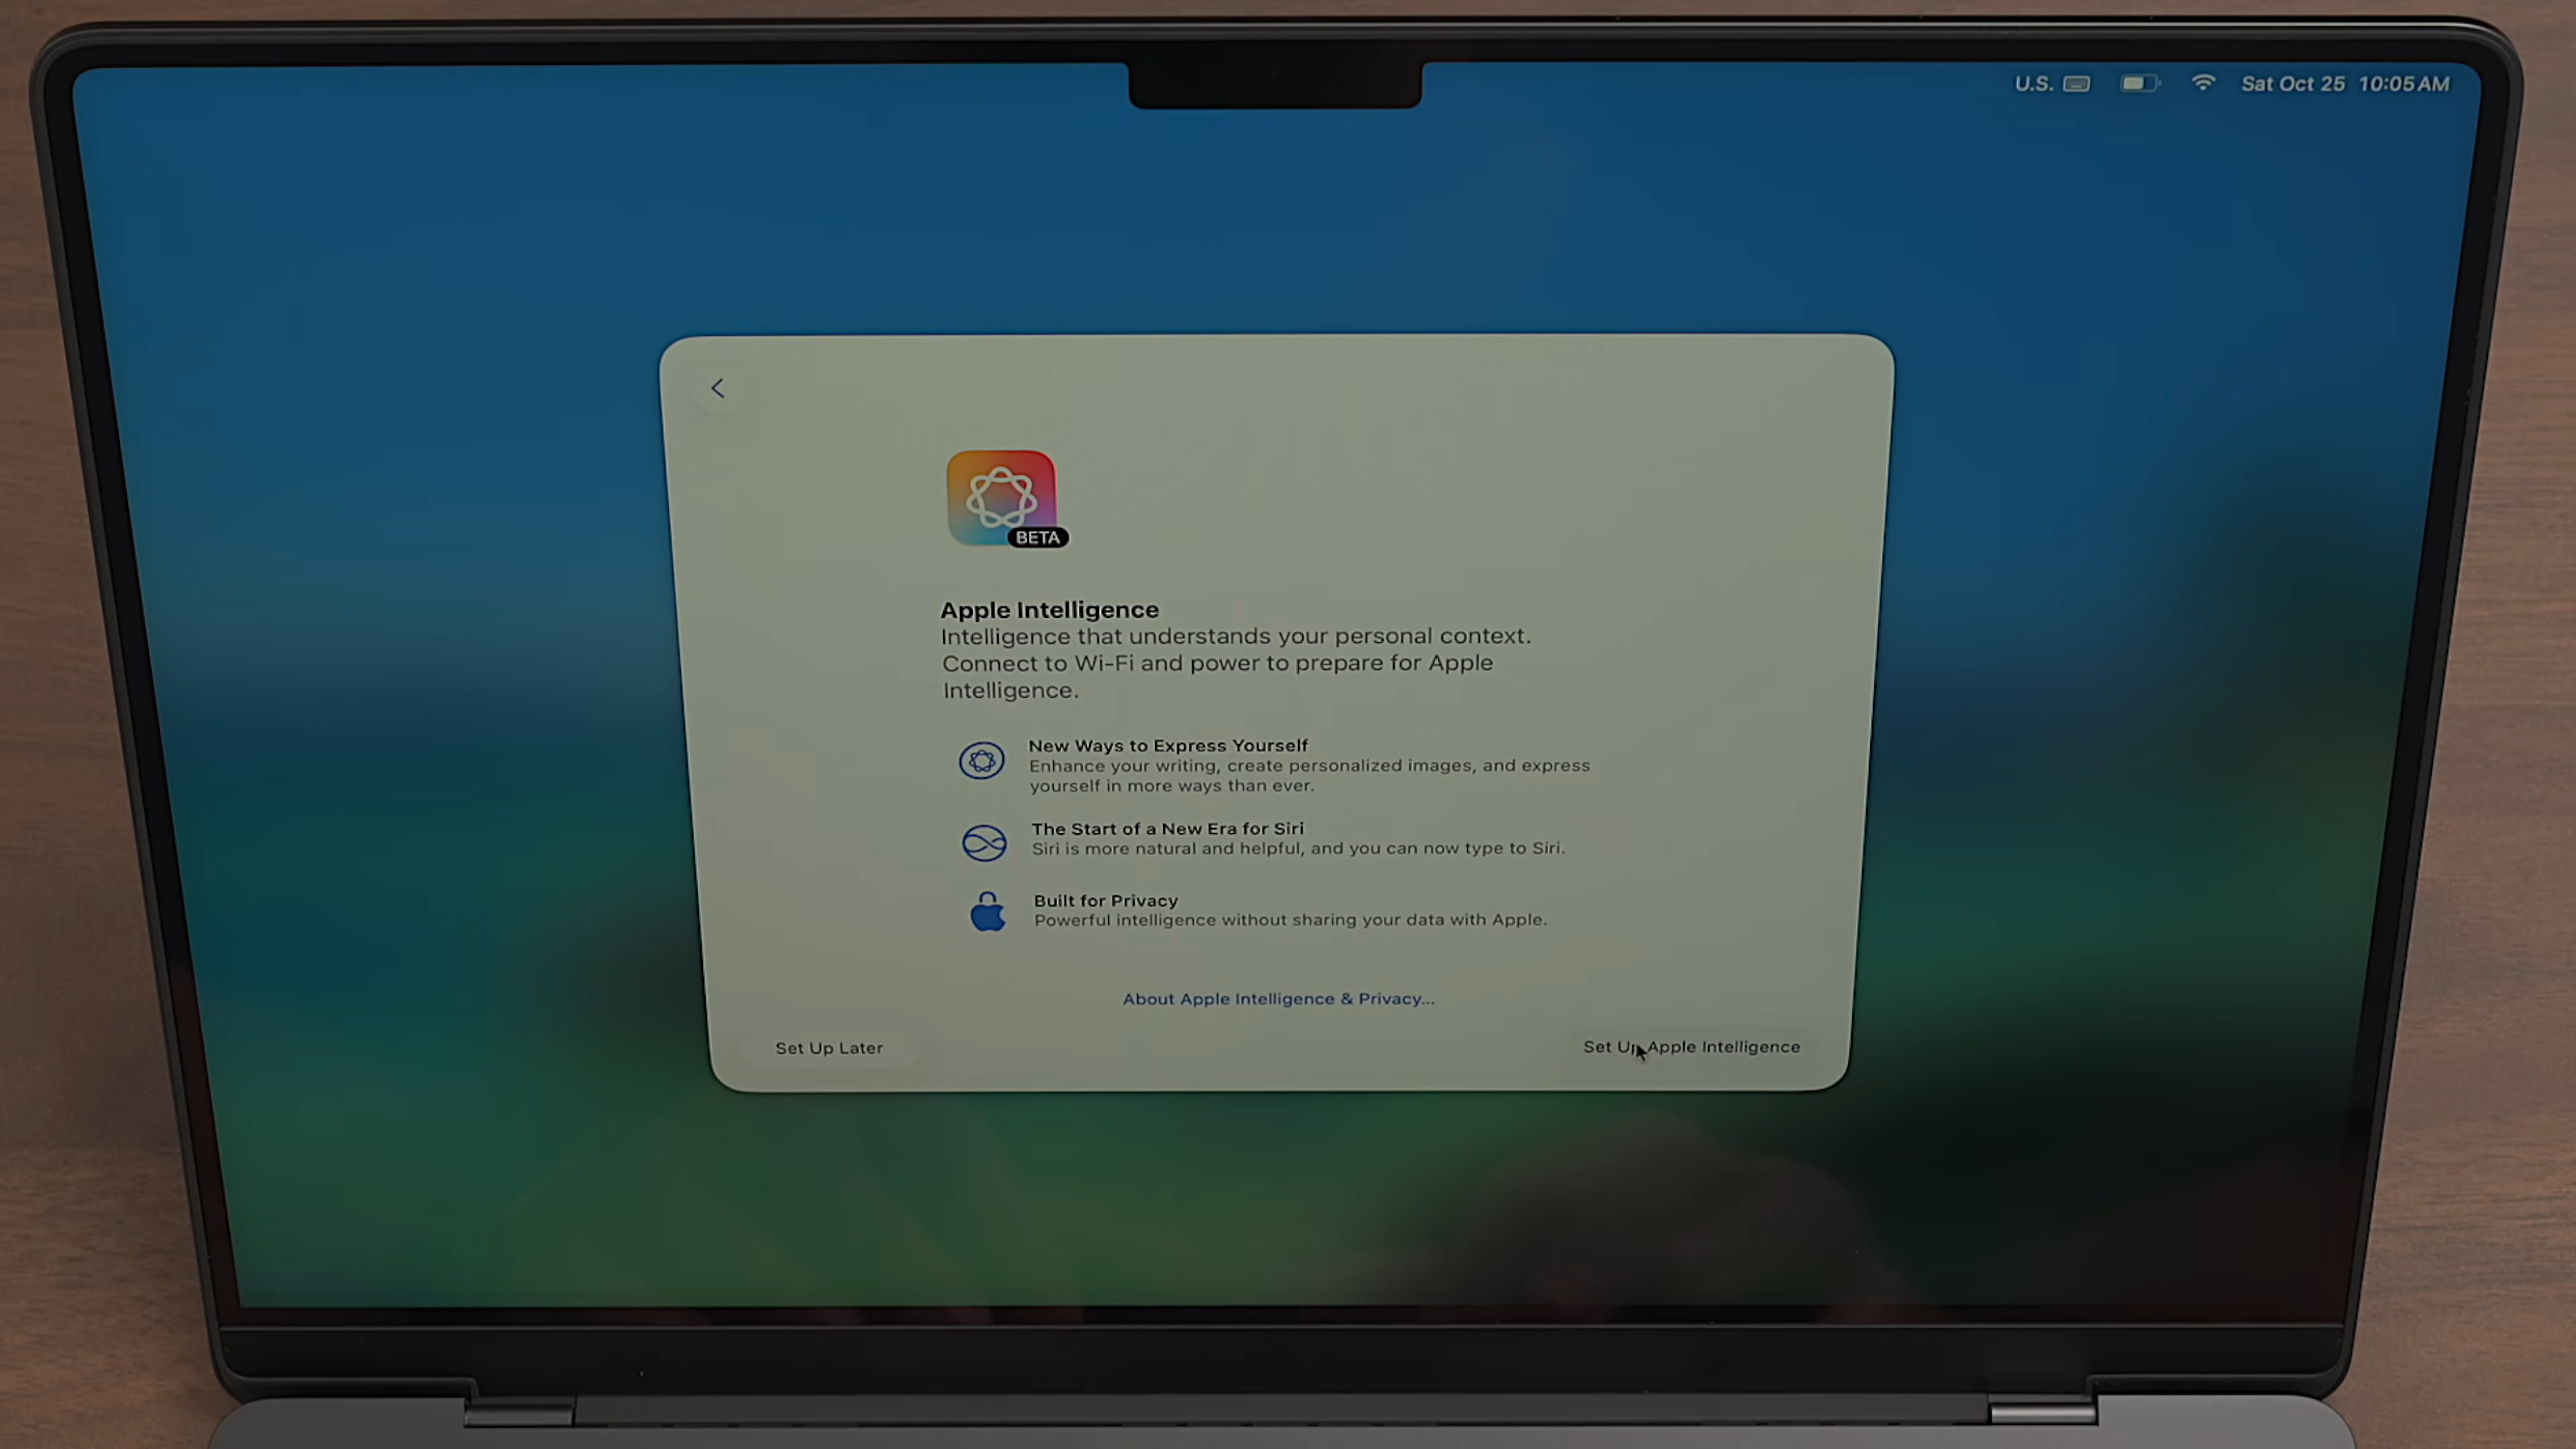 U.S. Sat Oct 25 10:05 AM
BETA
Apple Intelligence
Intelligence that understands your personal context.
Connect to Wi-Fi and power to prepare for Apple
Intelligence.
New Ways to Express Yourself
Enhance your writing, create personalized images, and express
yourself in more ways than ever.
The Start of a New Era for Siri
Siri is more natural and helpful, and you can now type to Siri.
Built for Privacy
Powerful intelligence without sharing your data with Apple.
About Apple Intelligence & Privacy...
Set Up Later
Set Up Apple Intelligence